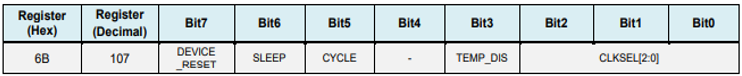 Register (Hex) Register (Decimal) Bit7 Bit6 Bit5 Bit4 Bit3 Bit2 Bit1 Bit0
6B 107 DEVICE _RESET SLEEP CYCLE - TEMP_DIS CLKSEL[2:0]